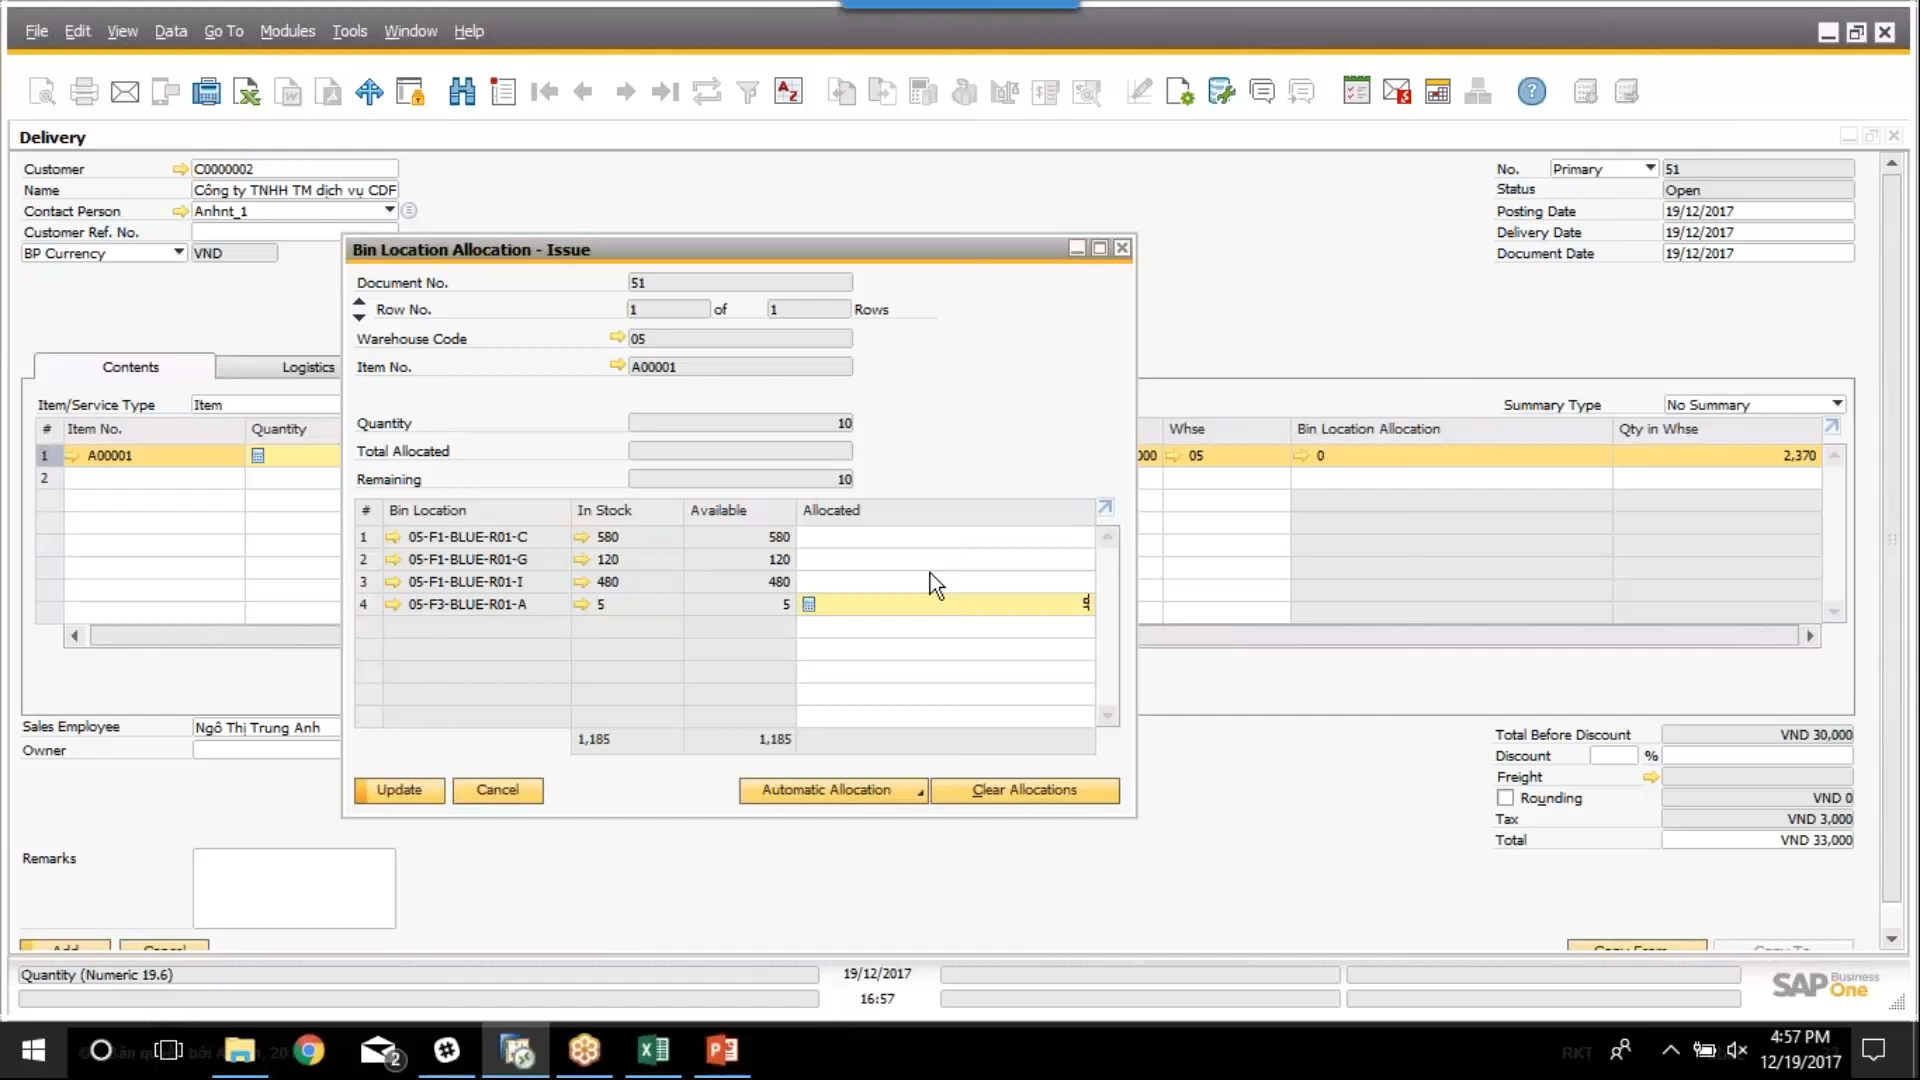 File Edit View Data Go To Modules Tools Window Help
Delivery
Customer C0000002
Name Công ty TNHH TM dịch vụ CDF
Contact Person Anhnt_1
Customer Ref. No.
BP Currency VND
No. Primary 51
Status Open
Posting Date 19/12/2017
Delivery Date 19/12/2017
Document Date 19/12/2017
Contents Logistics
Item/Service Type Item
Summary Type No Summary
# Item No. Quantity Whse Bin Location Allocation Qty in Whse
1 A00001 000 05 0 2,370
2
Bin Location Allocation - Issue
Document No. 51
Row No. 1 of 1 Rows
Warehouse Code 05
Item No. A00001
Quantity 10
Total Allocated
Remaining 10
# Bin Location In Stock Available Allocated
1 05-F1-BLUE-R01-C 580 580
2 05-F1-BLUE-R01-G 120 120
3 05-F1-BLUE-R01-I 480 480
4 05-F3-BLUE-R01-A 5 5 5
1,185 1,185
Update Cancel Automatic Allocation Clear Allocations
Sales Employee Ngô Thị Trung Anh
Owner
Total Before Discount VND 30,000
Discount %
Freight
Rounding VND 0
Tax VND 3,000
Total VND 33,000
Remarks
Add Cancel Copy From Copy To
Quantity (Numeric 19.6) 19/12/2017
16:57
SAP Business One
4:57 PM
12/19/2017